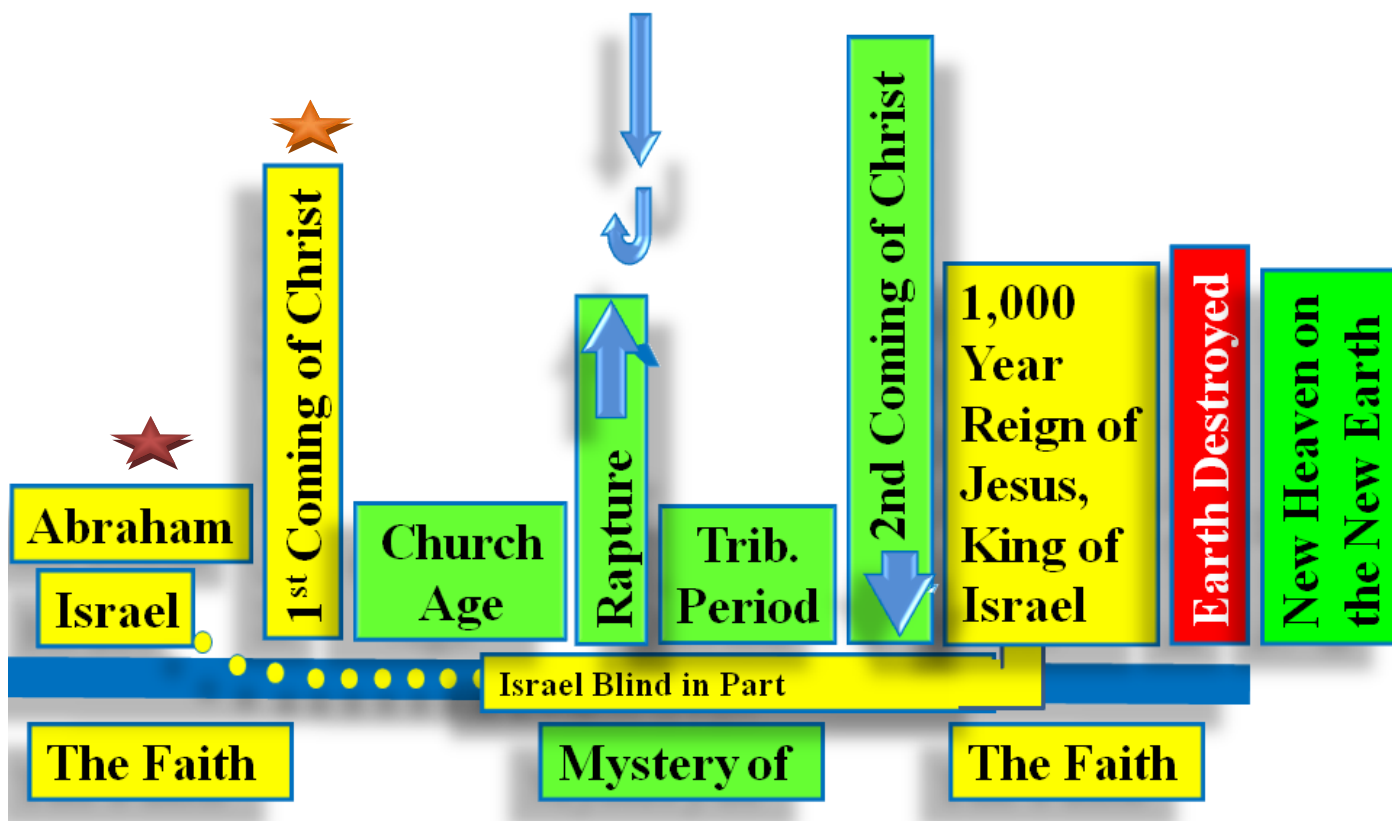 Abraham
Israel
1st Coming of Christ
Church
Age
Rapture
Trib.
Period
2nd Coming of Christ
1,000
Year
Reign of
Jesus,
King of
Israel
Earth Destroyed
New Heaven on
the New Earth
Israel Blind in Part
The Faith
Mystery of
The Faith